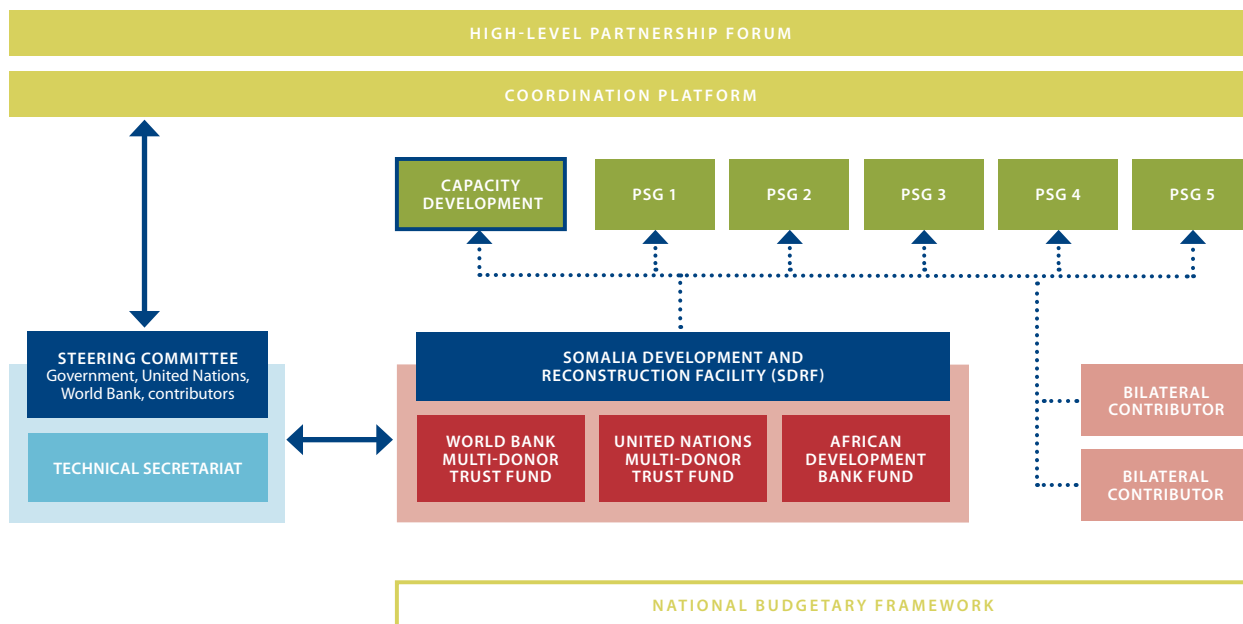 HIGH-LEVEL PARTNERSHIP FORUM
COORDINATION PLATFORM
CAPACITY
DEVELOPMENT
PSG 1
PSG 2
PSG 3
PSG 4
PSG 5
STEERING COMMITTEE
Government, United Nations,
World Bank, contributors
TECHNICAL SECRETARIAT
SOMALIA DEVELOPMENT AND
RECONSTRUCTION FACILITY (SDRF)
WORLD BANK
MULTI-DONOR
TRUST FUND
UNITED NATIONS
MULTI-DONOR
TRUST FUND
AFRICAN
DEVELOPMENT
BANK FUND
BILATERAL
CONTRIBUTOR
BILATERAL
CONTRIBUTOR
NATIONAL BUDGETARY FRAMEWORK